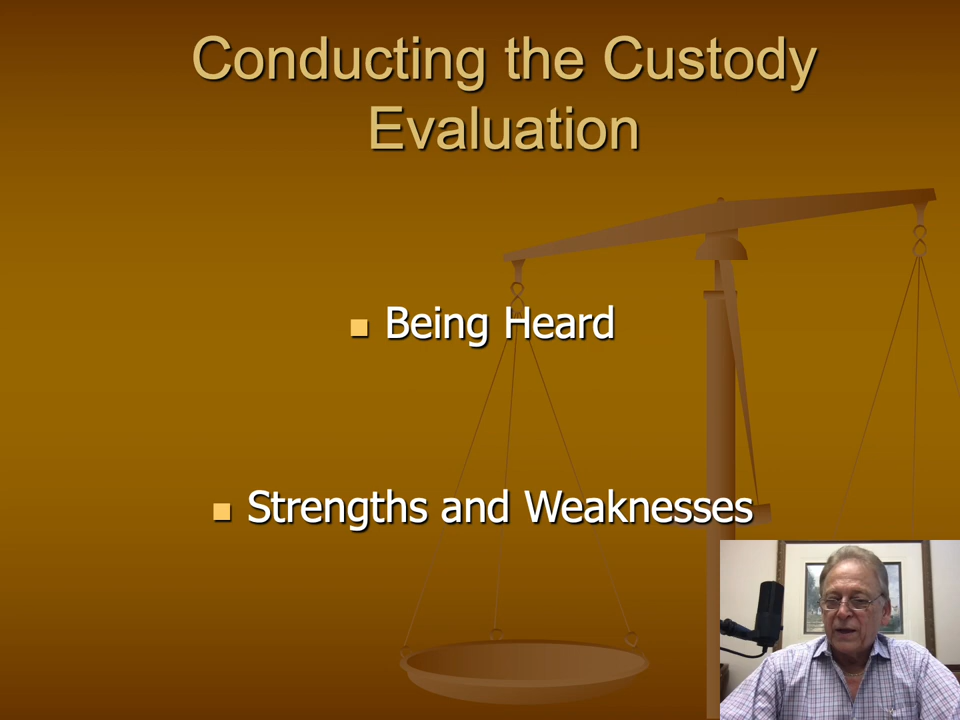 Conducting the Custody
Evaluation
Being Heard
Strengths and Weaknesses